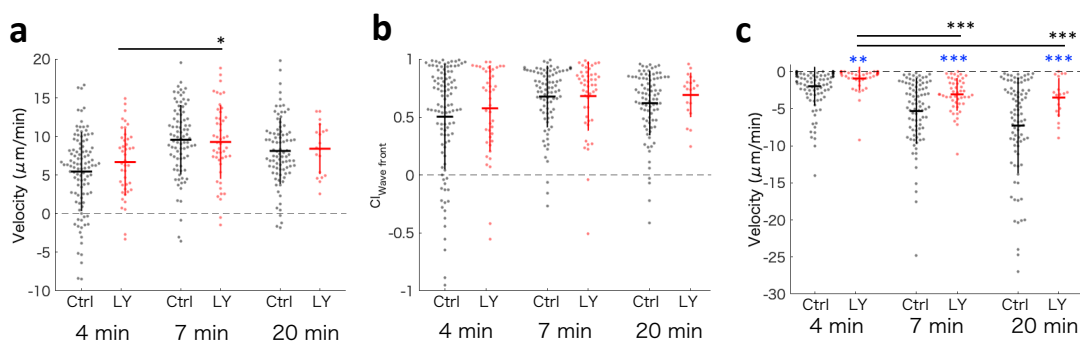 a
*
Velocity (μm/min)
20
15
10
5
0
-5
-10
Ctrl LY Ctrl LY Ctrl LY
4 min 7 min 20 min
b
CI Wave front
1
0.5
0
-0.5
-1
Ctrl LY Ctrl LY Ctrl LY
4 min 7 min 20 min
c
***
***
** *** ***
Velocity (μm/min)
0
-5
-10
-15
-20
-25
-30
Ctrl LY Ctrl LY Ctrl LY
4 min 7 min 20 min